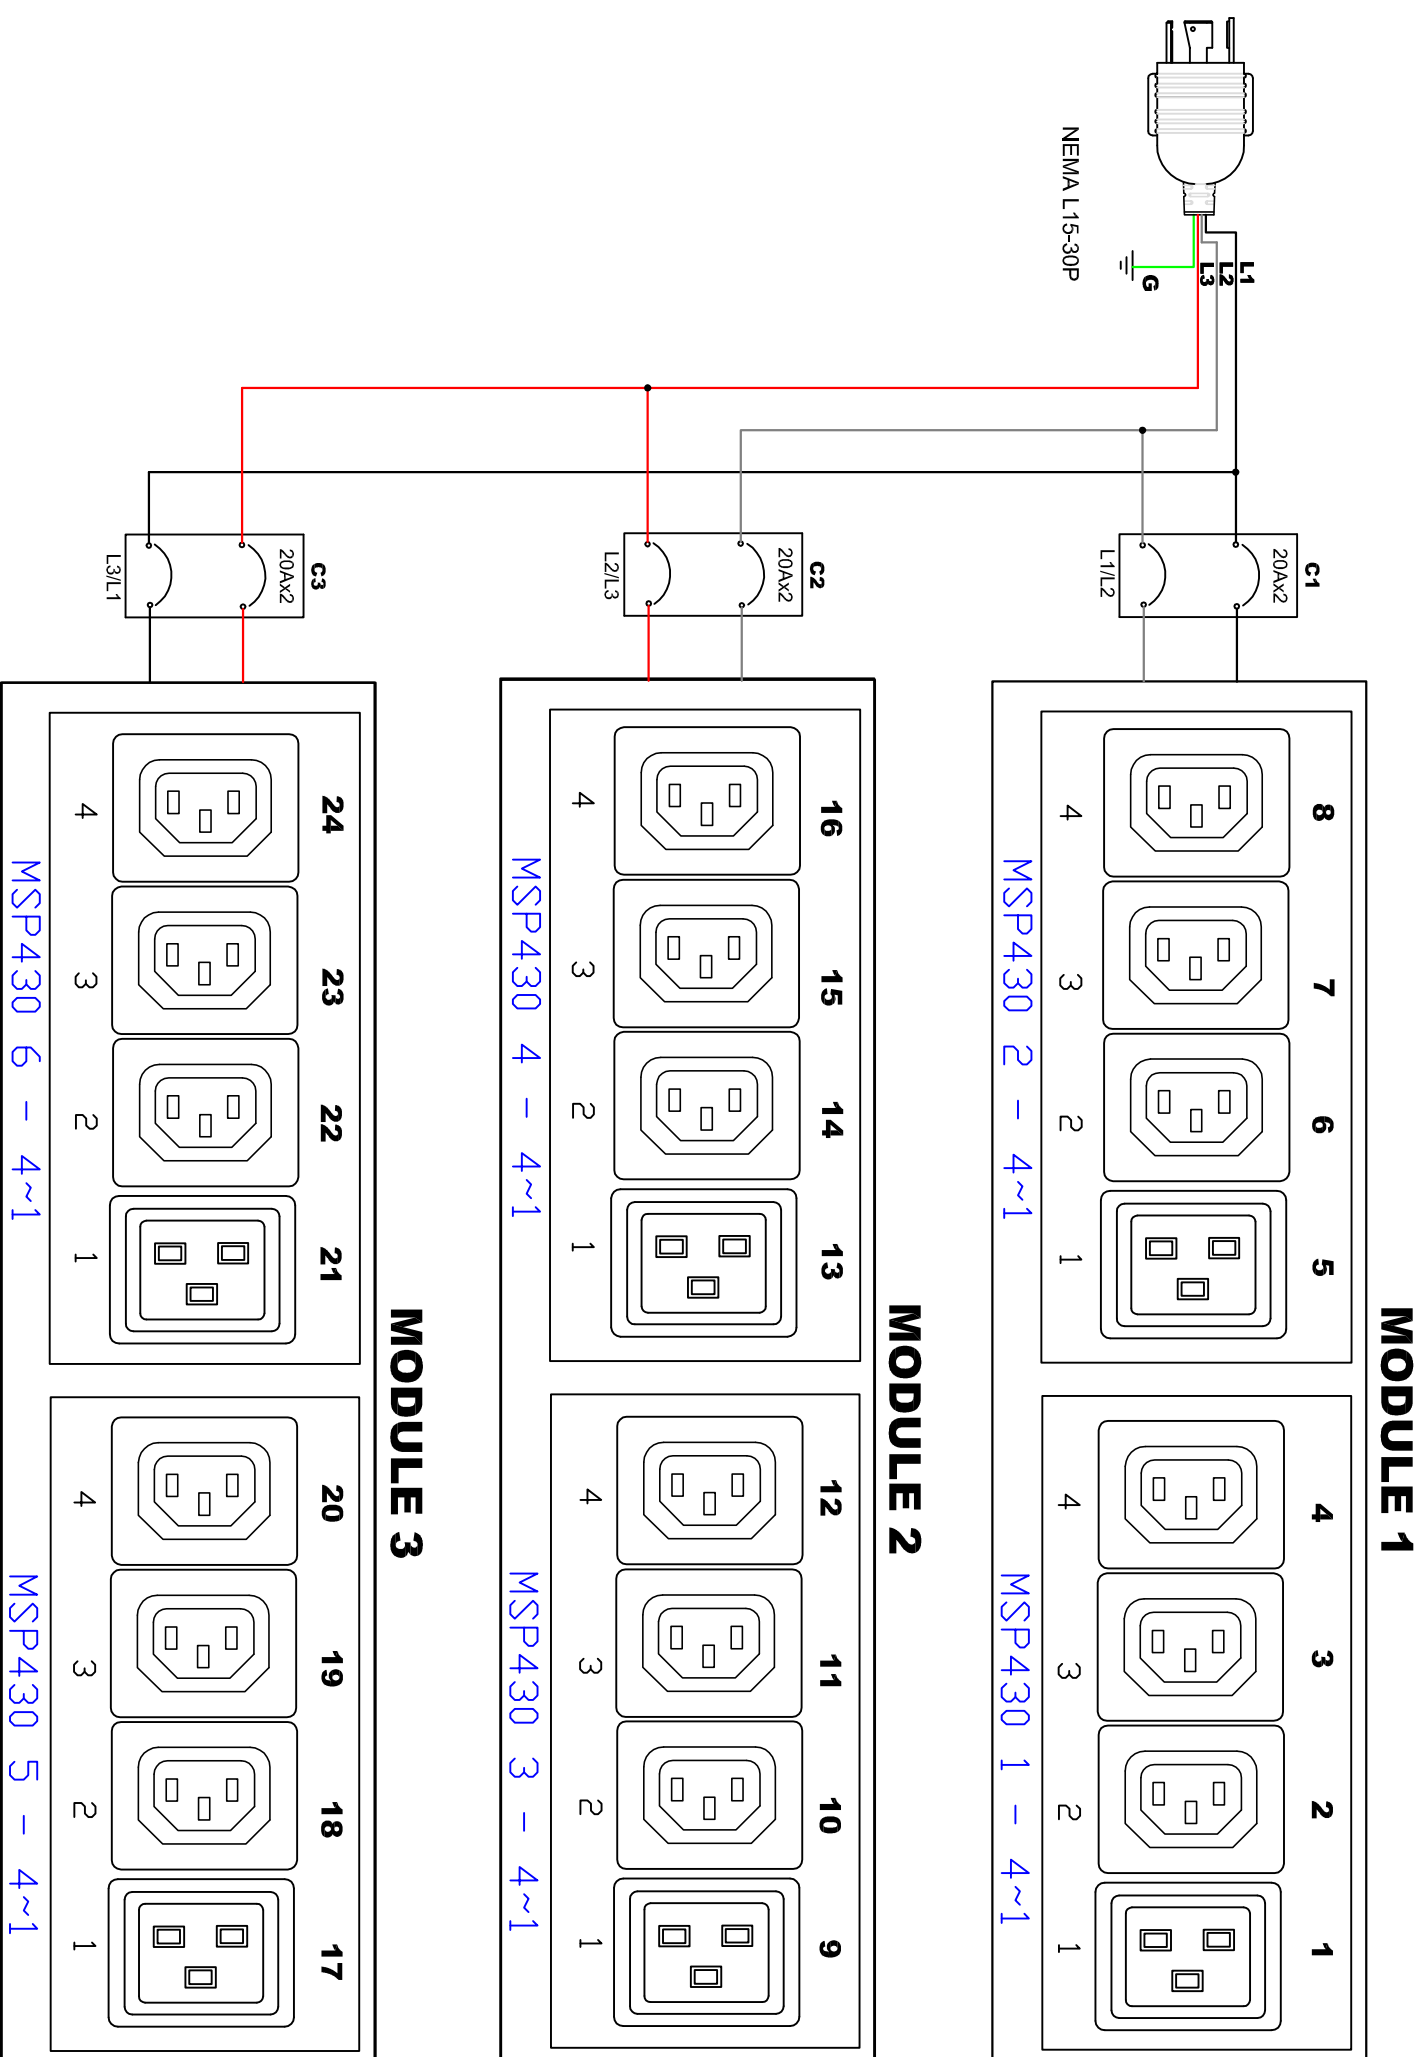 NEMA L15-30P
L1
L2
L3
G
C1
20Ax2
L1/L2
C2
20Ax2
L2/L3
C3
20Ax2
L3/L1
MODULE 1
8
7
6
5
4
3
2
1
4
3
2
1
4
3
2
1
MSP430 2 - 4~1
MSP430 1 - 4~1
MODULE 2
16
15
14
13
12
11
10
9
4
3
2
1
4
3
2
1
MSP430 4 - 4~1
MSP430 3 - 4~1
MODULE 3
24
23
22
21
20
19
18
17
4
3
2
1
4
3
2
1
MSP430 6 - 4~1
MSP430 5 - 4~1